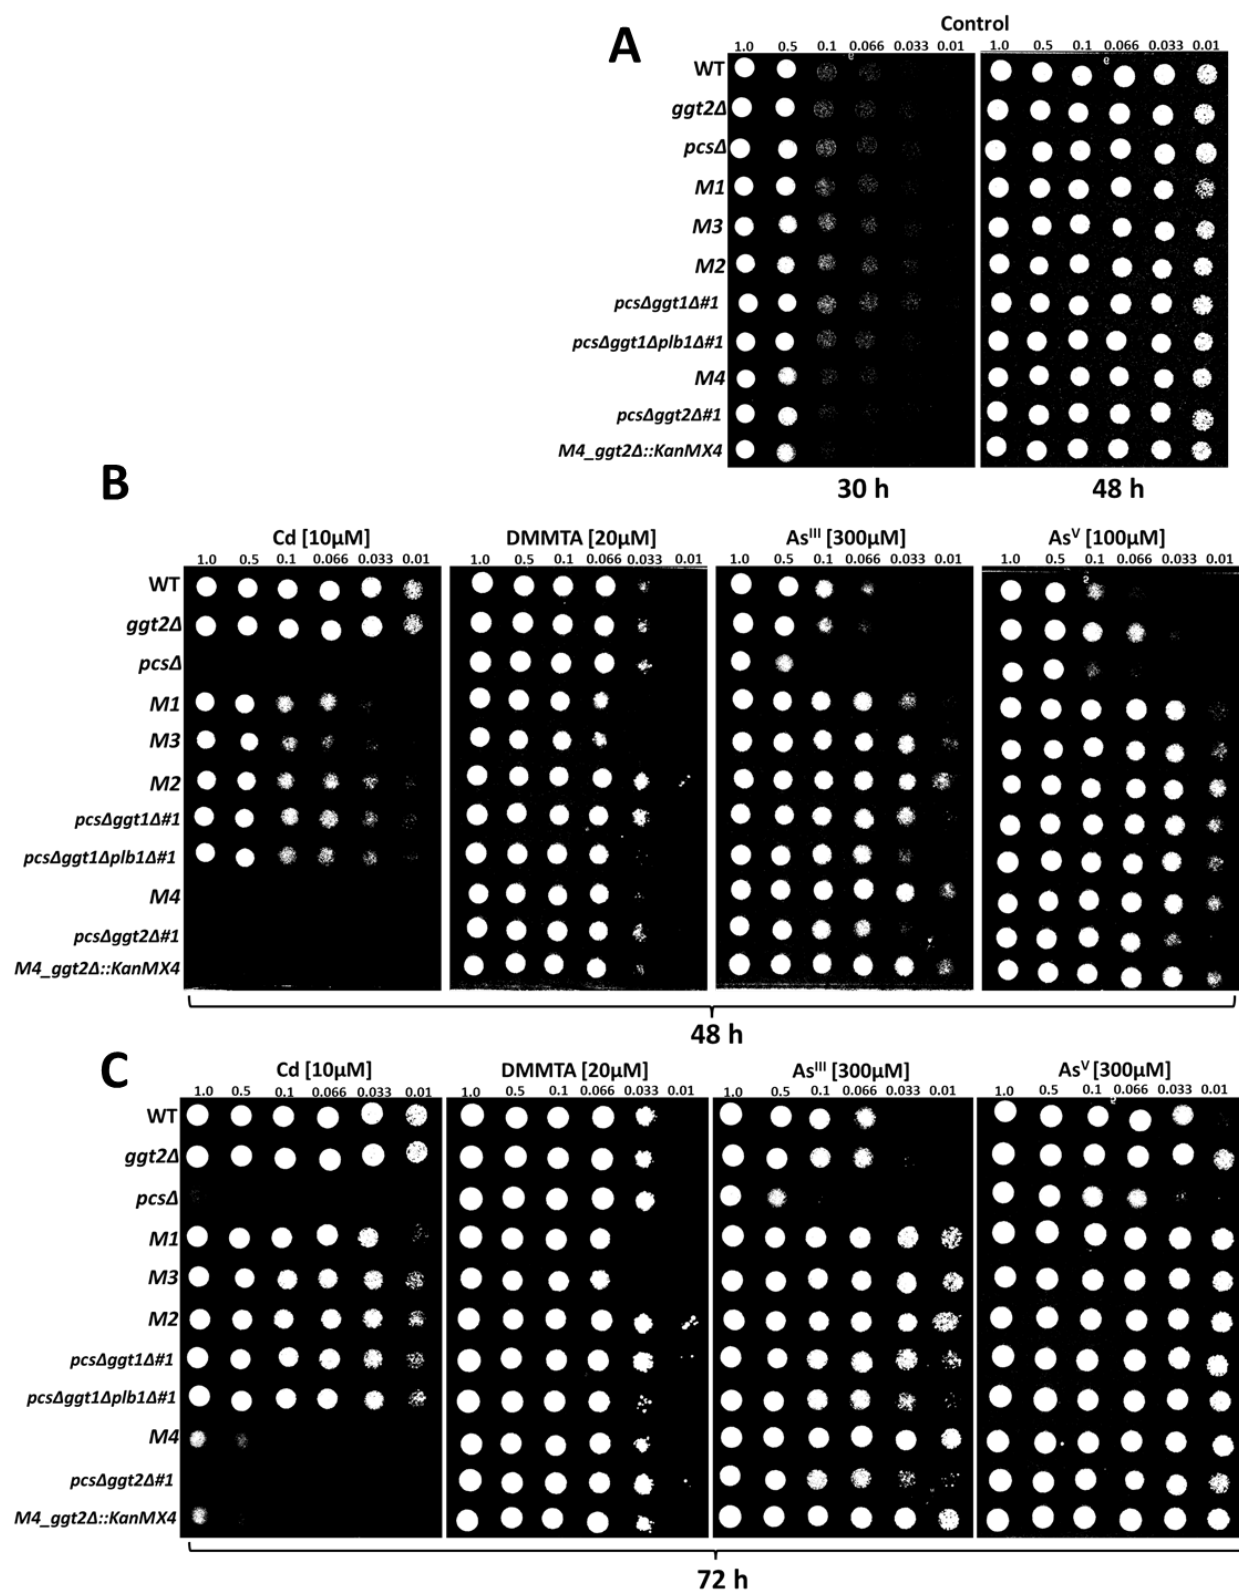 A
Control
1.0 0.5 0.1 0.066 0.033 0.01 1.0 0.5 0.1 0.066 0.033 0.01
WT
ggt2Δ
pcsΔ
M1
M3
M2
pcsΔggt1Δ#1
pcsΔggt1Δplb1Δ#1
M4
pcsΔggt2Δ#1
M4_ggt2Δ::KanMX4
30 h 48 h
B
Cd [10μM] DMMTA [20μM] Asᴵᴵᴵ [300μM] Asⱽ [100μM]
1.0 0.5 0.1 0.066 0.033 0.01 1.0 0.5 0.1 0.066 0.033 0.01 1.0 0.5 0.1 0.066 0.033 0.01 1.0 0.5 0.1 0.066 0.033 0.01
WT
ggt2Δ
pcsΔ
M1
M3
M2
pcsΔggt1Δ#1
pcsΔggt1Δplb1Δ#1
M4
pcsΔggt2Δ#1
M4_ggt2Δ::KanMX4
48 h
C
Cd [10μM] DMMTA [20μM] Asᴵᴵᴵ [300μM] Asⱽ [300μM]
1.0 0.5 0.1 0.066 0.033 0.01 1.0 0.5 0.1 0.066 0.033 0.01 1.0 0.5 0.1 0.066 0.033 0.01 1.0 0.5 0.1 0.066 0.033 0.01
WT
ggt2Δ
pcsΔ
M1
M3
M2
pcsΔggt1Δ#1
pcsΔggt1Δplb1Δ#1
M4
pcsΔggt2Δ#1
M4_ggt2Δ::KanMX4
72 h